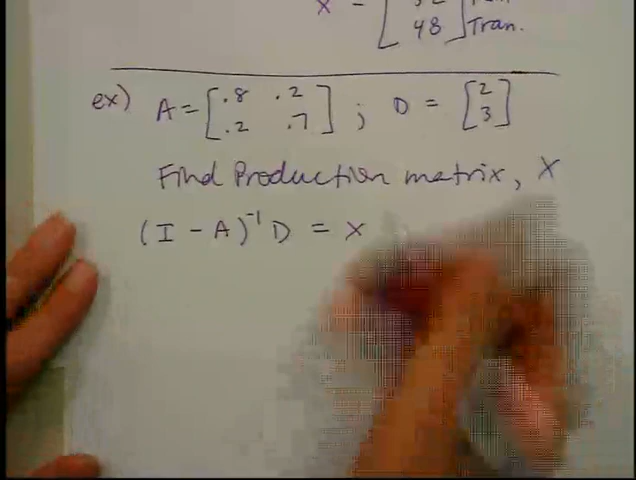 X = [
48 ] Tran.
ex) A = [ .8 .2 ; D = [ 2
.2 .7 ] 3 ]
Find Production matrix, X
(I - A)⁻¹ D = X